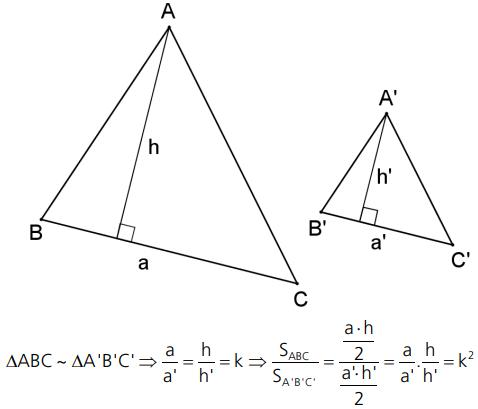 A
A'
h
h'
B
B'
a
a'
C
C'
ΔABC ~ ΔA'B'C' ⇒ a/a' = h/h' = k ⇒ S_ABC/S_A'B'C' = (a·h/2)/(a'·h'/2) = a/a' · h/h' = k²